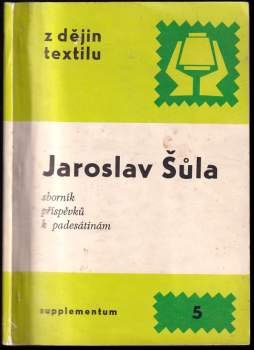 z dějin
textilu
Jaroslav Šůla
sborník
příspěvků
k padesátinám
supplementum
5